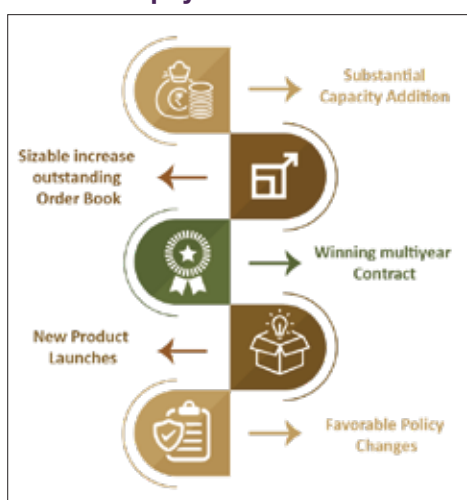 Substantial
Capacity Addition
Sizable increase
outstanding
Order Book
Winning multiyear
Contract
New Product
Launches
Favorable Policy
Changes